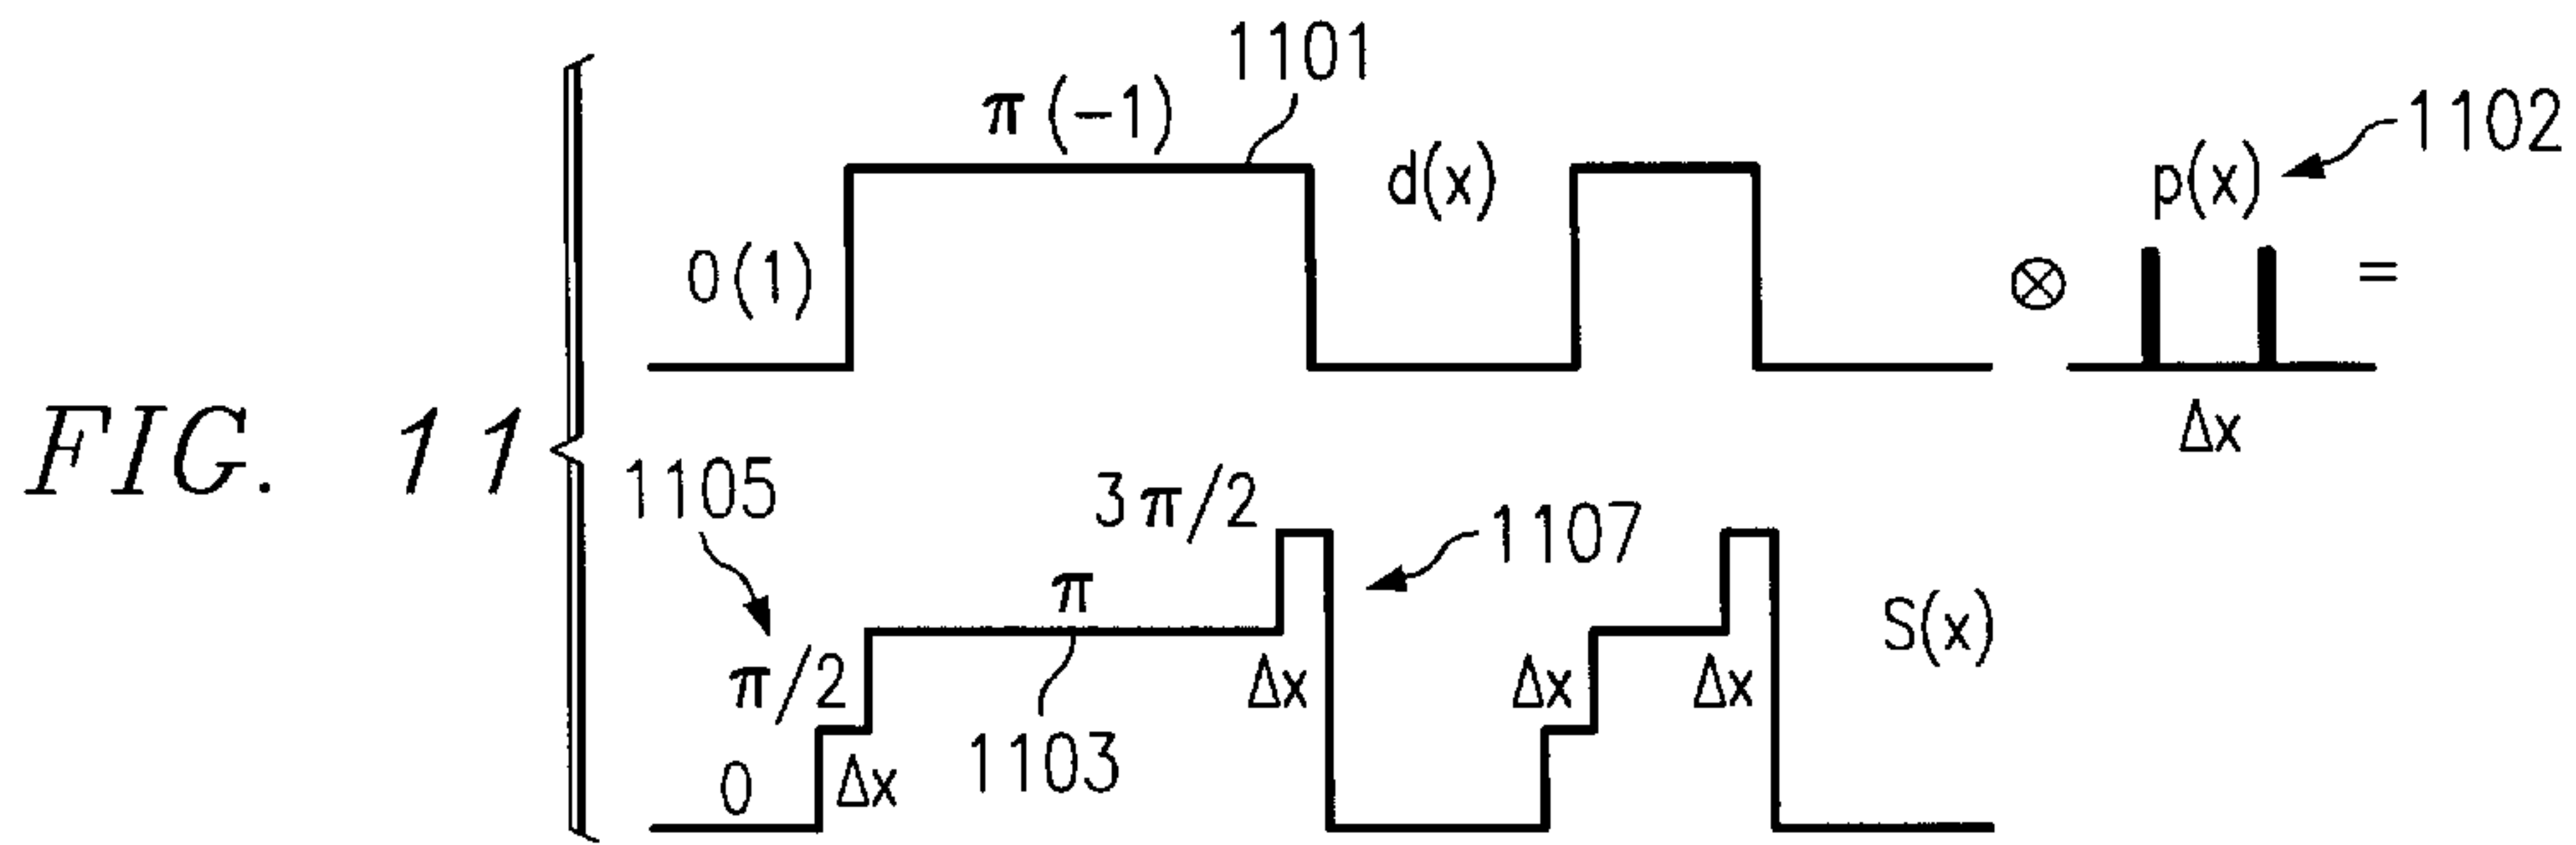 FIG. 11
1101
π(-1)
1102
d(x)
p(x)
0(1)
⊗
=
Δx
1105
3π/2
1107
π
S(x)
π/2
Δx
Δx
Δx
1103
0
Δx